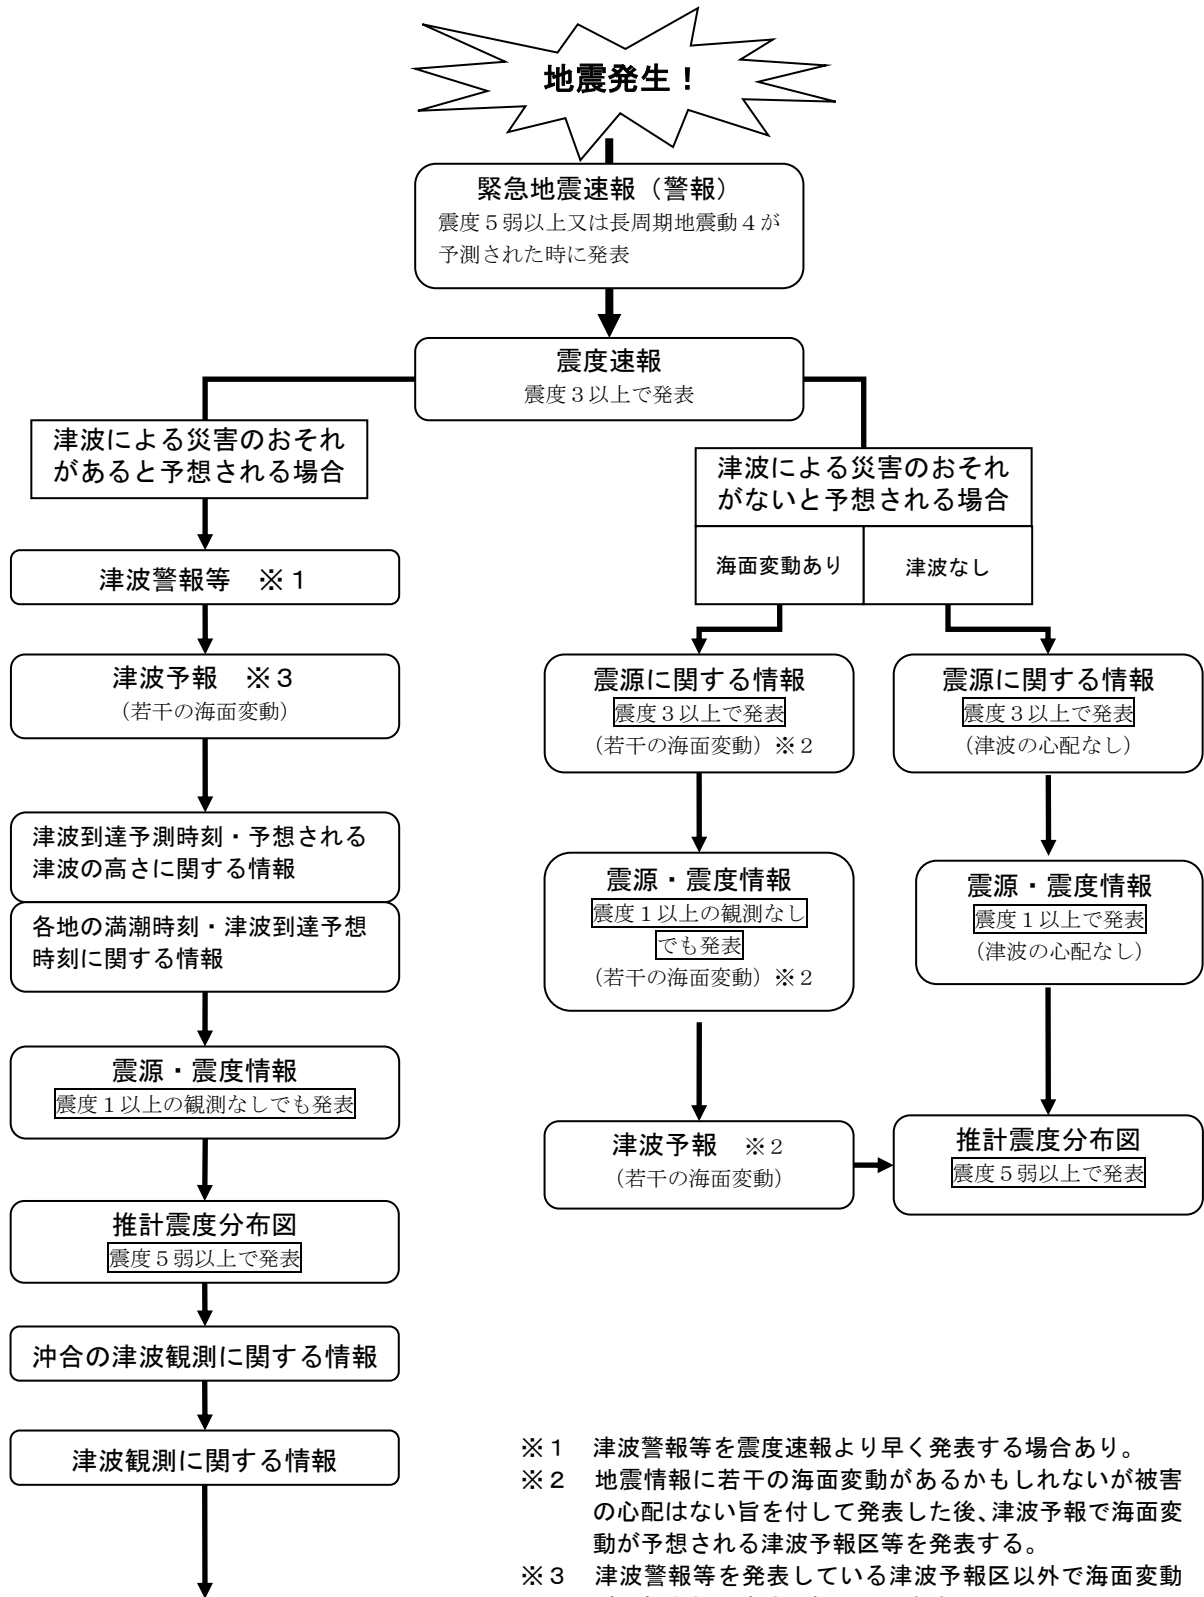 地震発生！
緊急地震速報（警報）
震度５弱以上又は長周期地震動４が
予測された時に発表
震度速報
震度３以上で発表
津波による災害のおそれ
があると予想される場合
津波警報等　※１
津波予報　※３
（若干の海面変動）
津波到達予測時刻・予想される
津波の高さに関する情報
各地の満潮時刻・津波到達予想
時刻に関する情報
震源・震度情報
震度１以上の観測なしでも発表
推計震度分布図
震度５弱以上で発表
沖合の津波観測に関する情報
津波観測に関する情報
津波による災害のおそれ
がないと予想される場合
海面変動あり
津波なし
震源に関する情報
震度３以上で発表
（若干の海面変動）※２
震源・震度情報
震度１以上の観測なし
でも発表
（若干の海面変動）※２
津波予報　※２
（若干の海面変動）
震源に関する情報
震度３以上で発表
（津波の心配なし）
震源・震度情報
震度１以上で発表
（津波の心配なし）
推計震度分布図
震度５弱以上で発表
※１　津波警報等を震度速報より早く発表する場合あり。
※２　地震情報に若干の海面変動があるかもしれないが被害
の心配はない旨を付して発表した後、津波予報で海面変
動が予想される津波予報区等を発表する。
※３　津波警報等を発表している津波予報区以外で海面変動